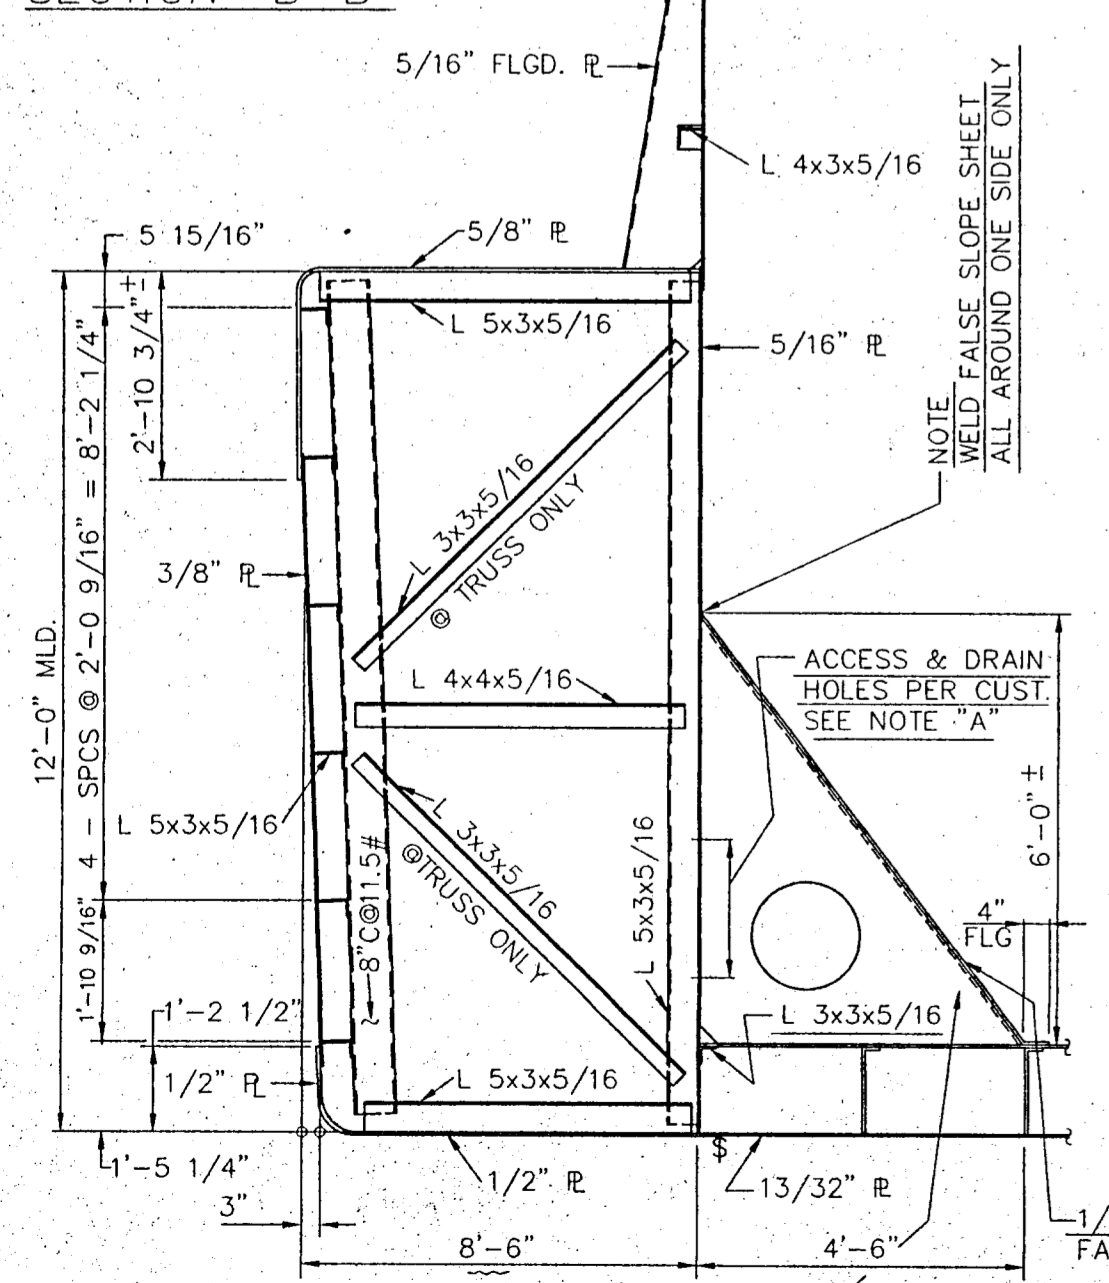 SECTION B-B
5/16" FLGD. PL
L 4x3x5/16
NOTE
WELD FALSE SLOPE SHEET
ALL AROUND ONE SIDE ONLY
5 15/16"
5/8" PL
2'-10 3/4" ±
L 5x3x5/16
5/16" PL
12'-0" MLD.
4 - SPCS @ 2'-0 9/16" = 8'-2 1/4"
3/8" PL
L 3x3x5/16
@ TRUSS ONLY
ACCESS & DRAIN
HOLES PER CUST.
SEE NOTE "A"
L 4x4x5/16
6'-0" ±
L 5x3x5/16
L 3x3x5/16
@TRUSS ONLY
8"C@11.5#
L 5x3x5/16
4"
FLG
1'-10 9/16"
1'-2 1/2"
L 3x3x5/16
1/2" PL
L 5x3x5/16
1'-5 1/4"
3"
1/2" PL
13/32" PL
8'-6"
4'-6"